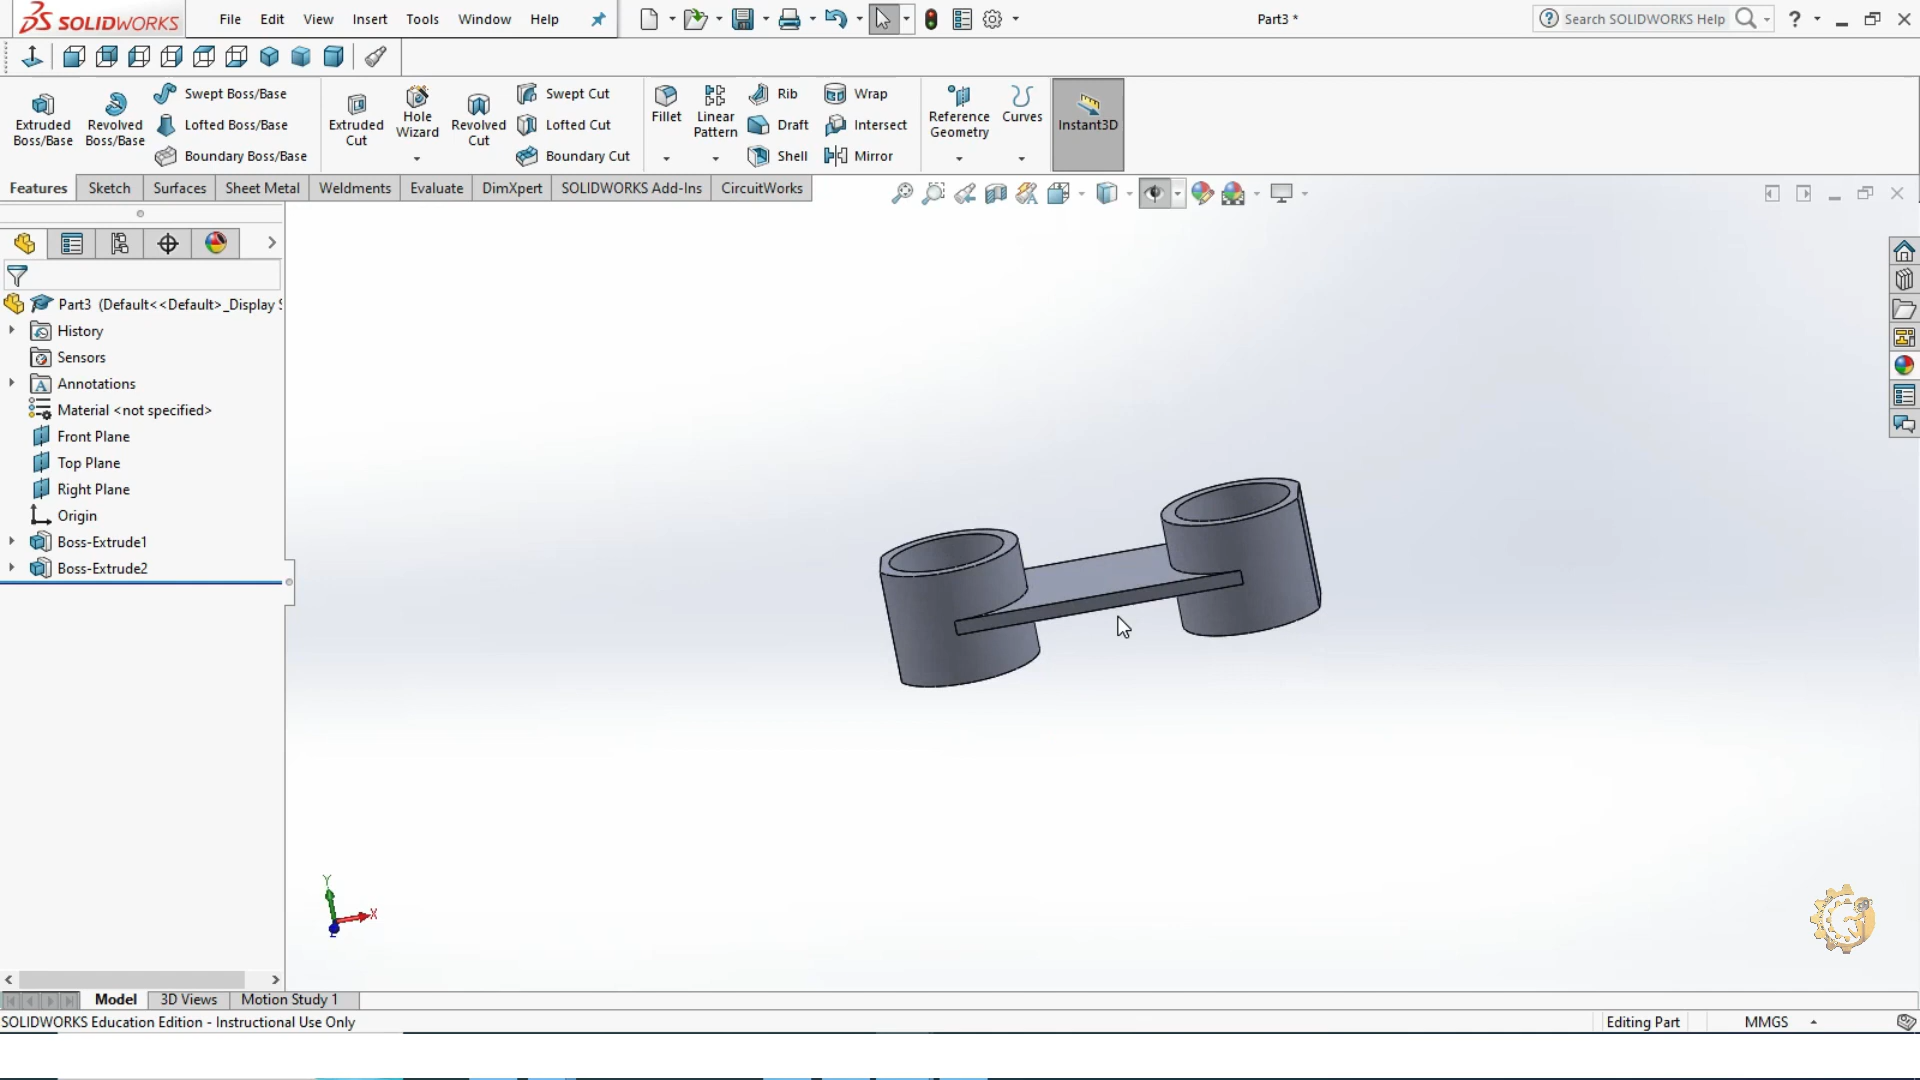 SOLIDWORKS File Edit View Insert Tools Window Help Part3 * Search SOLIDWORKS Help ?
Extruded Boss/Base
Revolved Boss/Base
Swept Boss/Base
Lofted Boss/Base
Boundary Boss/Base
Extruded Cut
Hole Wizard
Revolved Cut
Swept Cut
Lofted Cut
Boundary Cut
Fillet
Linear Pattern
Rib
Draft
Shell
Wrap
Intersect
Mirror
Reference Geometry
Curves
Instant3D
Features Sketch Surfaces Sheet Metal Weldments Evaluate DimXpert SOLIDWORKS Add-Ins CircuitWorks
Part3 (Default<<Default>_Display
History
Sensors
Annotations
Material <not specified>
Front Plane
Top Plane
Right Plane
Origin
Boss-Extrude1
Boss-Extrude2
Y
X
Z
Model 3D Views Motion Study 1
SOLIDWORKS Education Edition - Instructional Use Only Editing Part MMGS